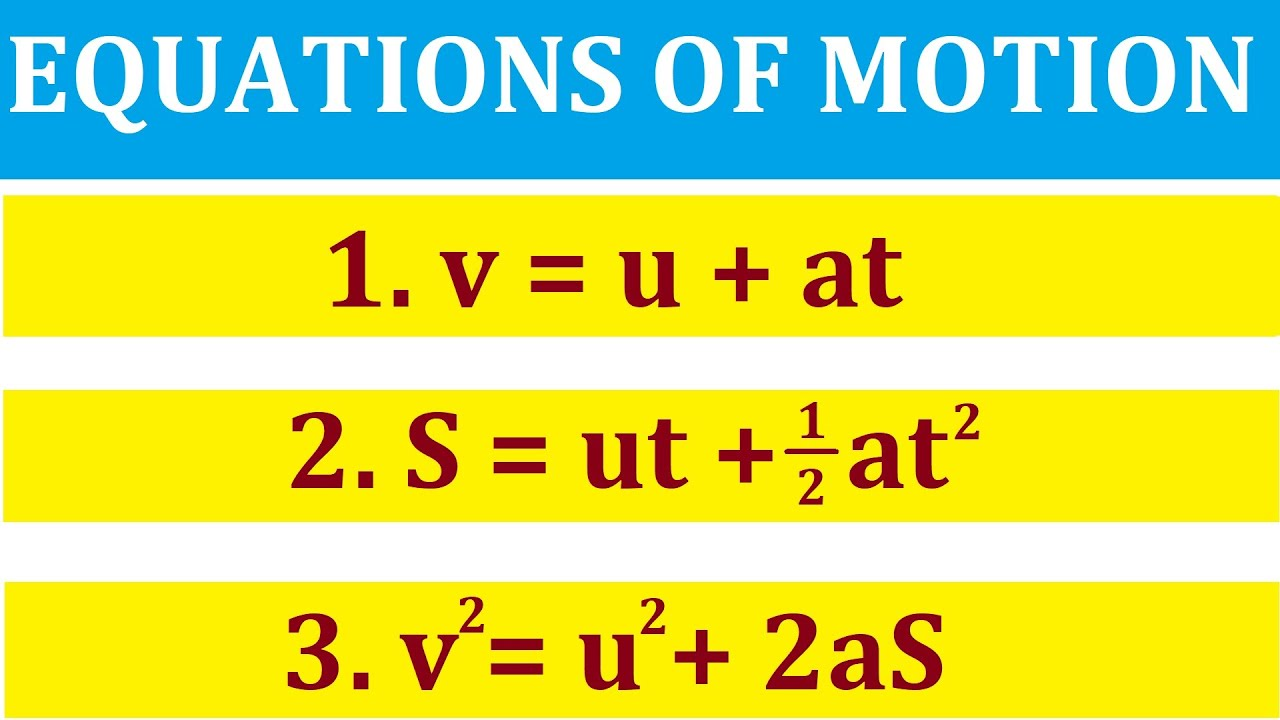 EQUATIONS OF MOTION
1. v = u + at
2. S = ut + ½at²
3. v² = u² + 2aS